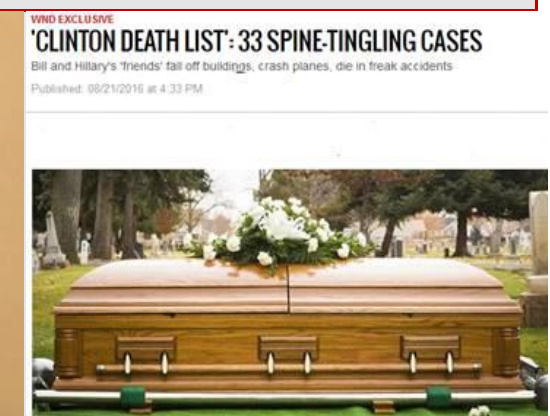 WND EXCLUSIVE
'CLINTON DEATH LIST': 33 SPINE-TINGLING CASES
Bill and Hillary's 'friends' fall off buildings, crash planes, die in freak accidents
Published: 08/21/2016 at 4:33 PM